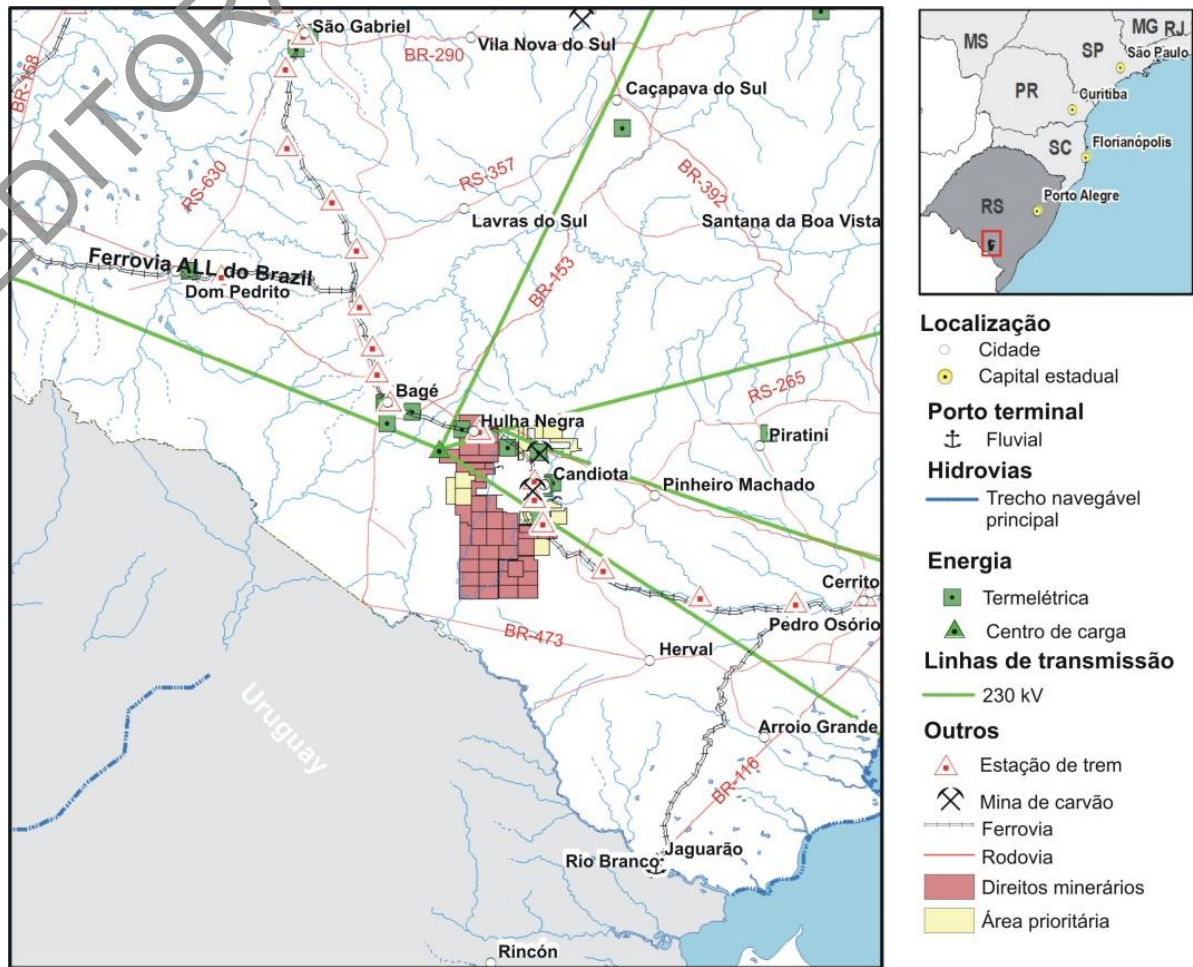 EDITORA
São Gabriel
Vila Nova do Sul
BR-290
BR-158
Caçapava do Sul
RS-630
RS-357
BR-392
Lavras do Sul
Santana da Boa Vista
Ferrovia ALL do Brazil
Dom Pedrito
BR-153
RS-265
Bagé
Hulha Negra
Piratini
Candiota
Pinheiro Machado
Cerrito
Pedro Osório
BR-473
Herval
Uruguay
Arroio Grande
BR-116
Jaguarão
Rio Branco
Rincón
MS
MG
RJ
SP
São Paulo
PR
Curitiba
SC
Florianópolis
RS
Porto Alegre
Localização
Cidade
Capital estadual
Porto terminal
Fluvial
Hidrovias
Trecho navegável
principal
Energia
Termelétrica
Centro de carga
Linhas de transmissão
230 kV
Outros
Estação de trem
Mina de carvão
Ferrovia
Rodovia
Direitos minerários
Área prioritária